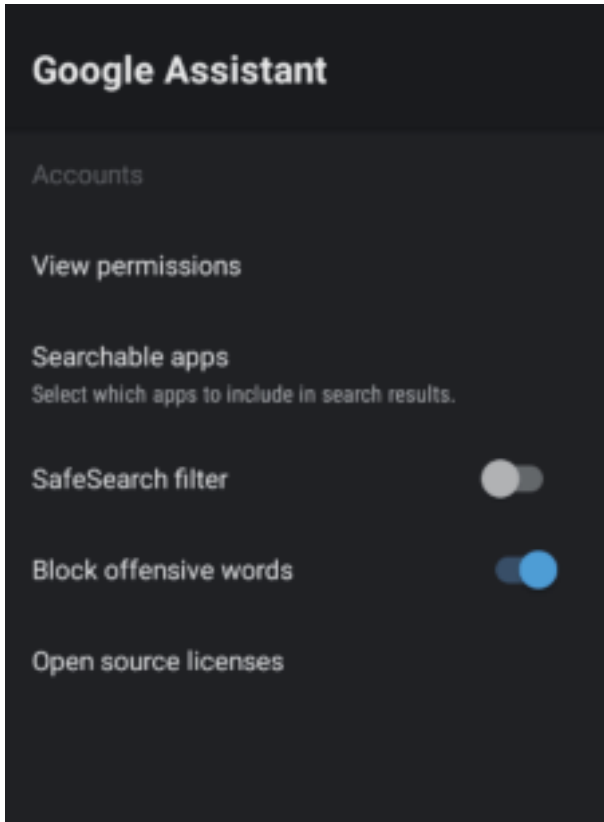 Google Assistant
Accounts
View permissions
Searchable apps
Select which apps to include in search results.
SafeSearch filter
Block offensive words
Open source licenses